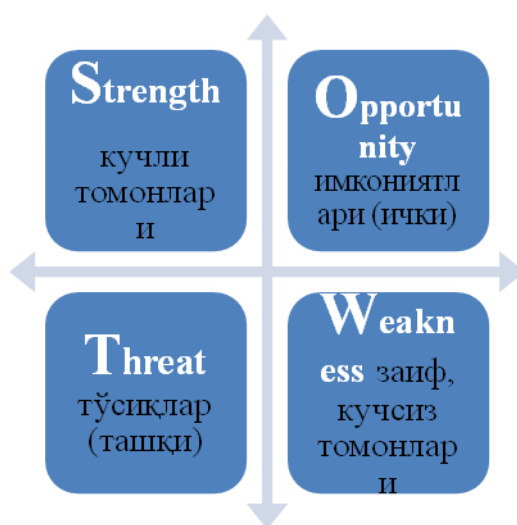 Strength
кучли
томонлар
и
Opportu
nity
имкониятл
ари (ички)
Threat
тўсиқлар
(ташқи)
Weakn
ess заиф,
кучсиз
томонлар
и